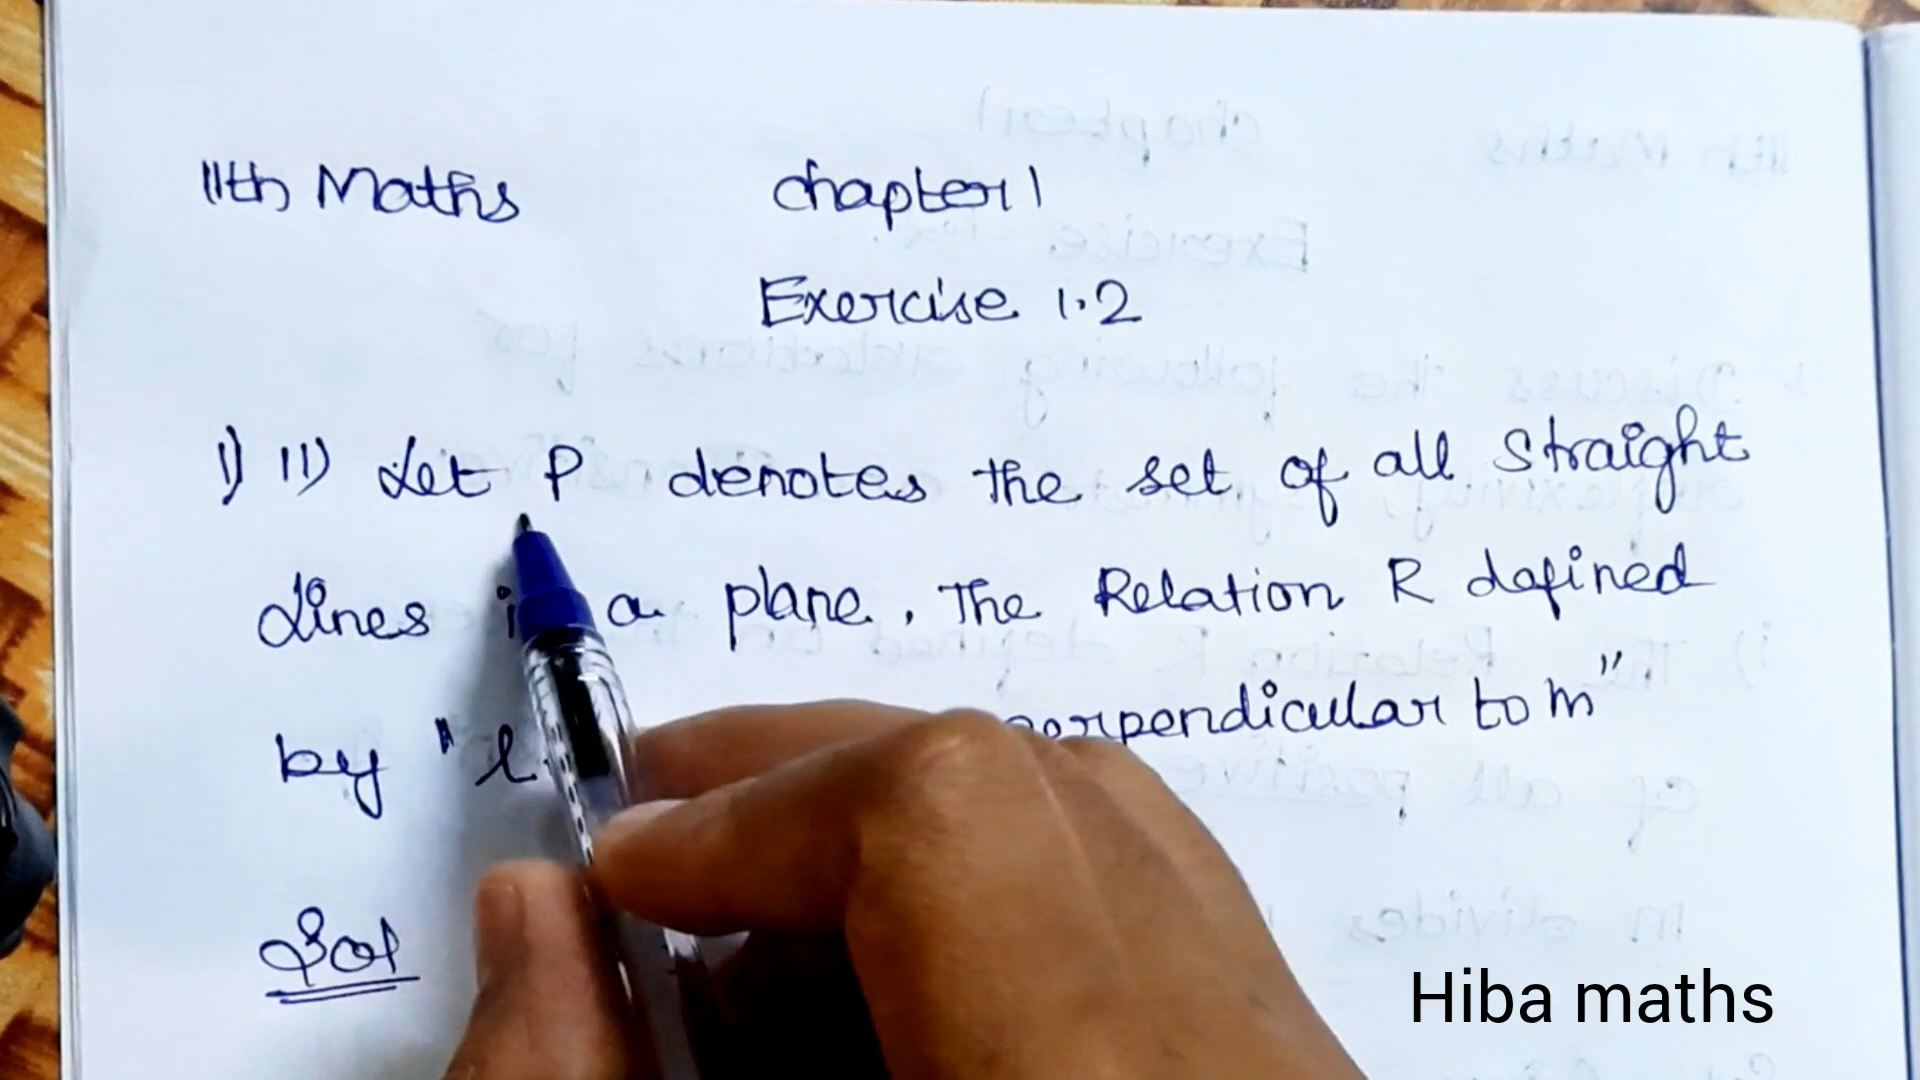 11th Maths chapter 1
Exercise 1.2
1) 11) Let P denotes the set of all straight
Lines a plane, The Relation R defined
by "l perpendicular to m"
Sol
Hiba maths